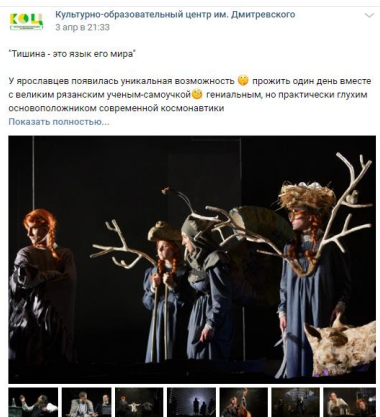 КОЦ
Культурно-образовательный центр им. Дмитревского
3 апр в 21:33
"Тишина - это язык его мира"
У ярославцев появилась уникальная возможность прожить один день вместе
с великим рязанским ученым-самоучкой гениальным, но практически глухим
основоположником современной космонавтики
Показать полностью...